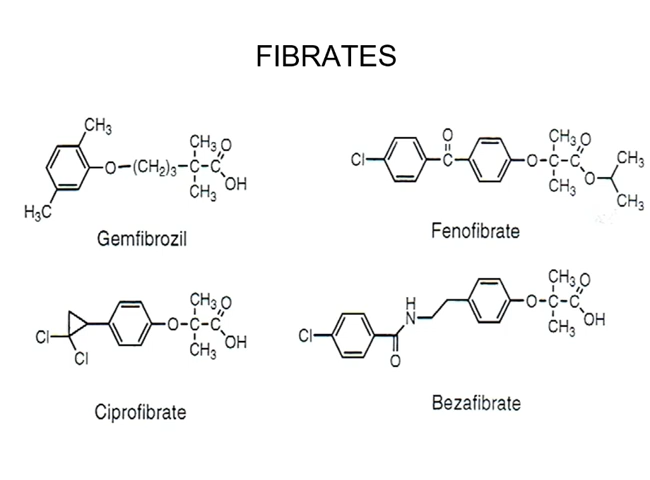 FIBRATES
CH₃
O—(CH₂)₃
CH₃
O
CH₃
OH
H₃C
Gemfibrozil
Cl
O
O
CH₃
O
CH₃
O
CH₃
CH₃
Fenofibrate
Cl
Cl
O
CH₃
O
CH₃
OH
Ciprofibrate
Cl
O
H
N
O
CH₃
C
O
CH₃
OH
Bezafibrate